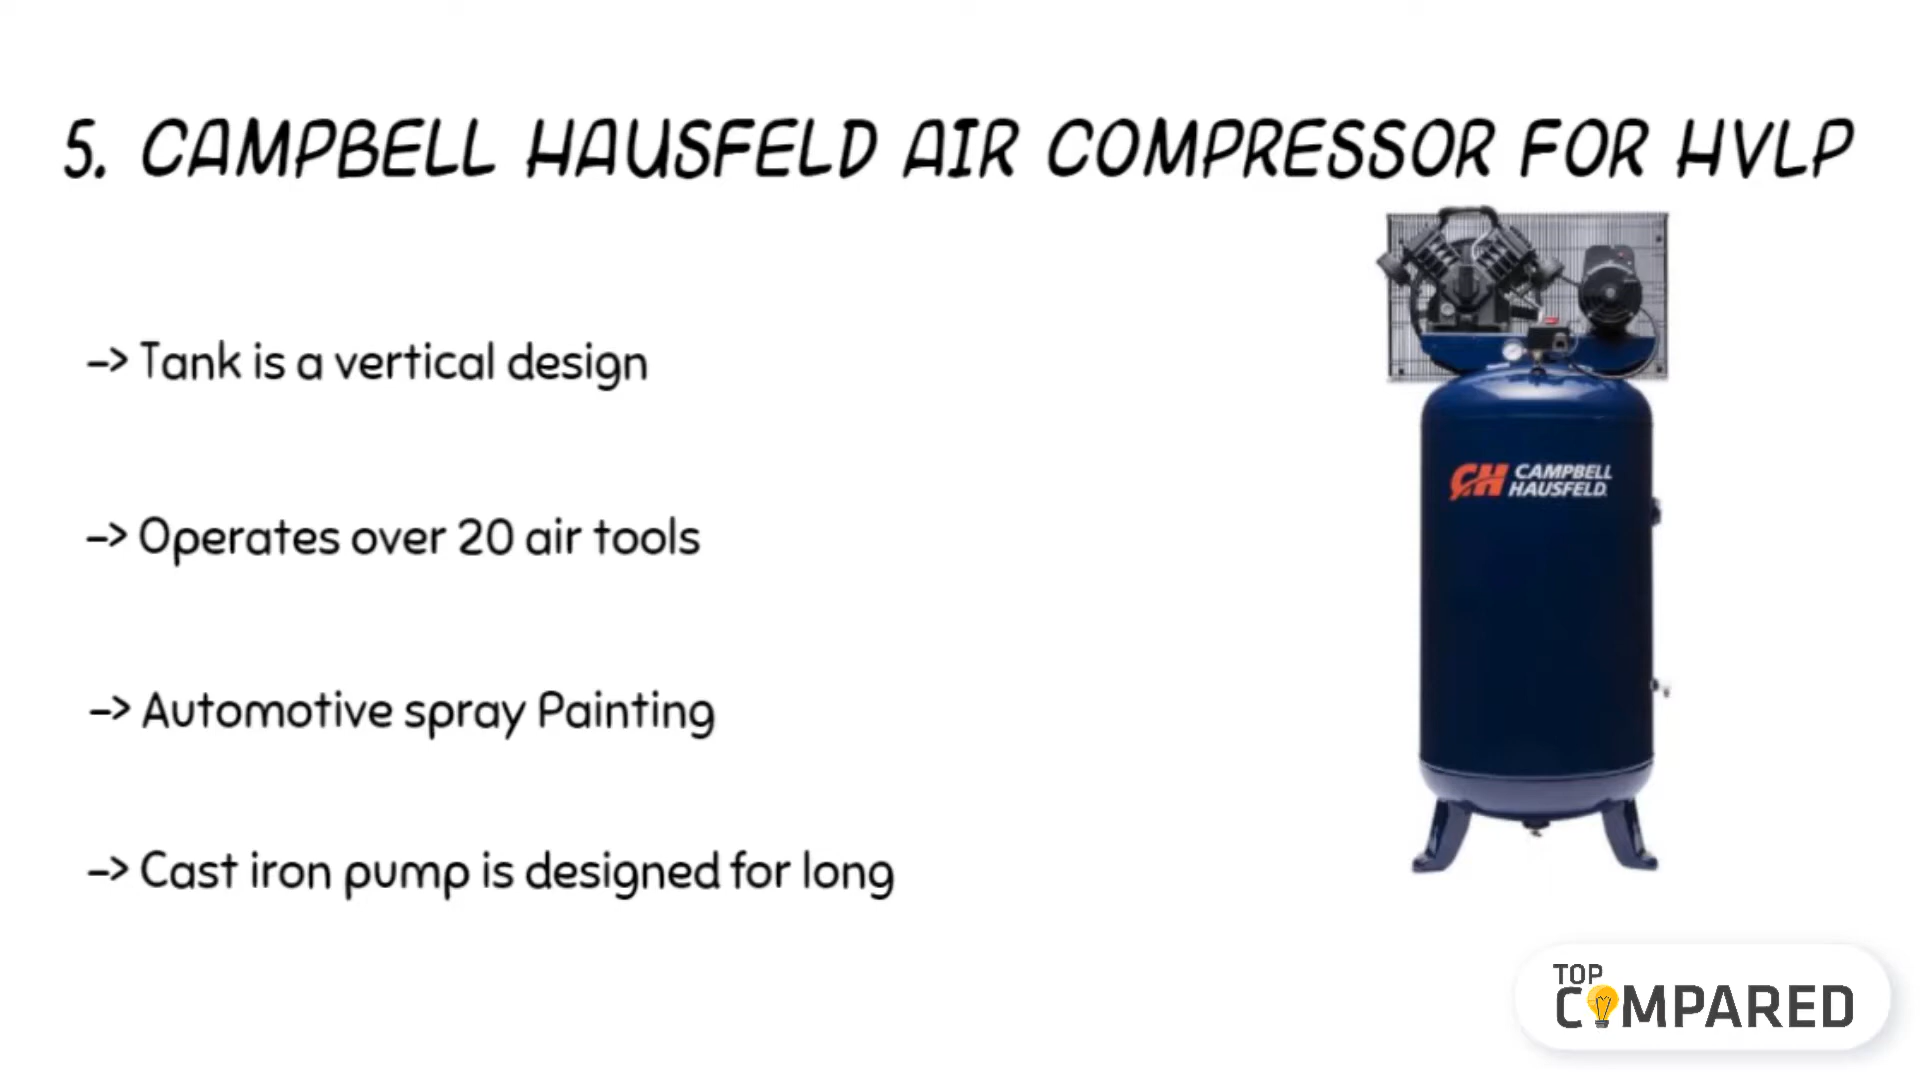 5. CAMPBELL HAUSFELD AIR COMPRESSOR FOR HVLP
–> Tank is a vertical design
–> Operates over 20 air tools
–> Automotive spray Painting
–> Cast iron pump is designed for long
CH CAMPBELL
HAUSFELD
TOP
COMPARED